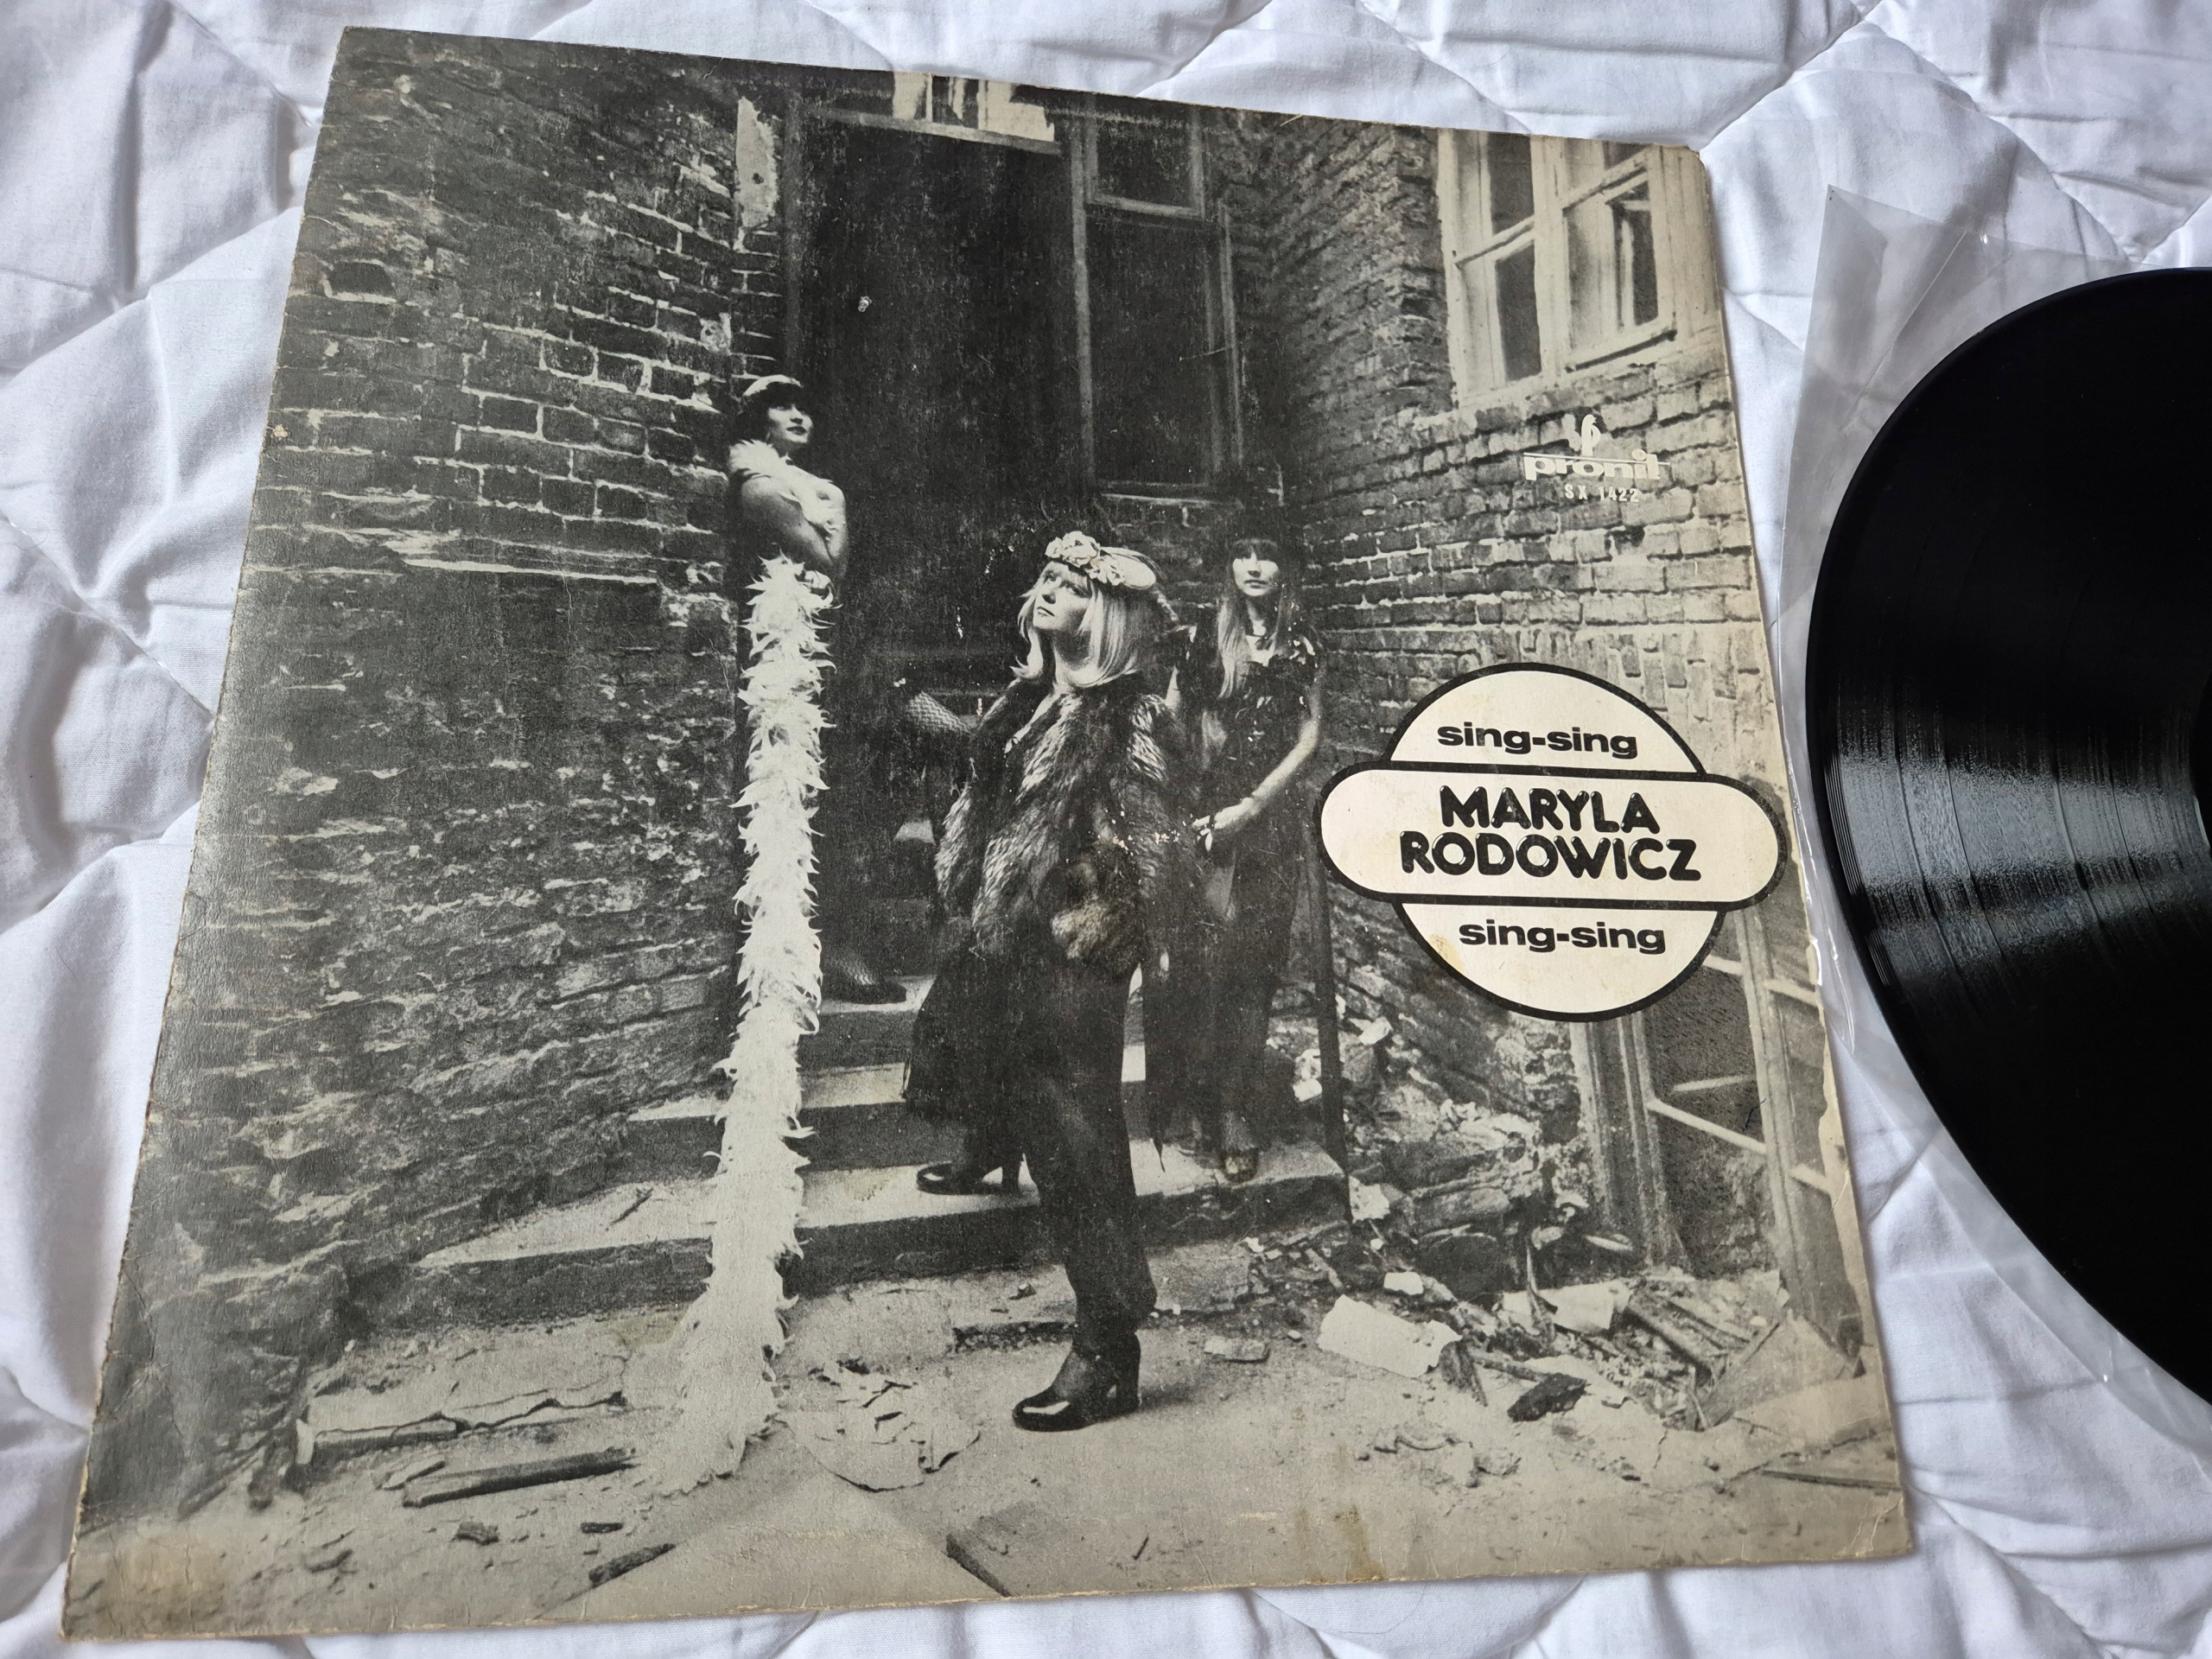 pronit
SX 1422
sing-sing
MARYLA
RODOWICZ
sing-sing